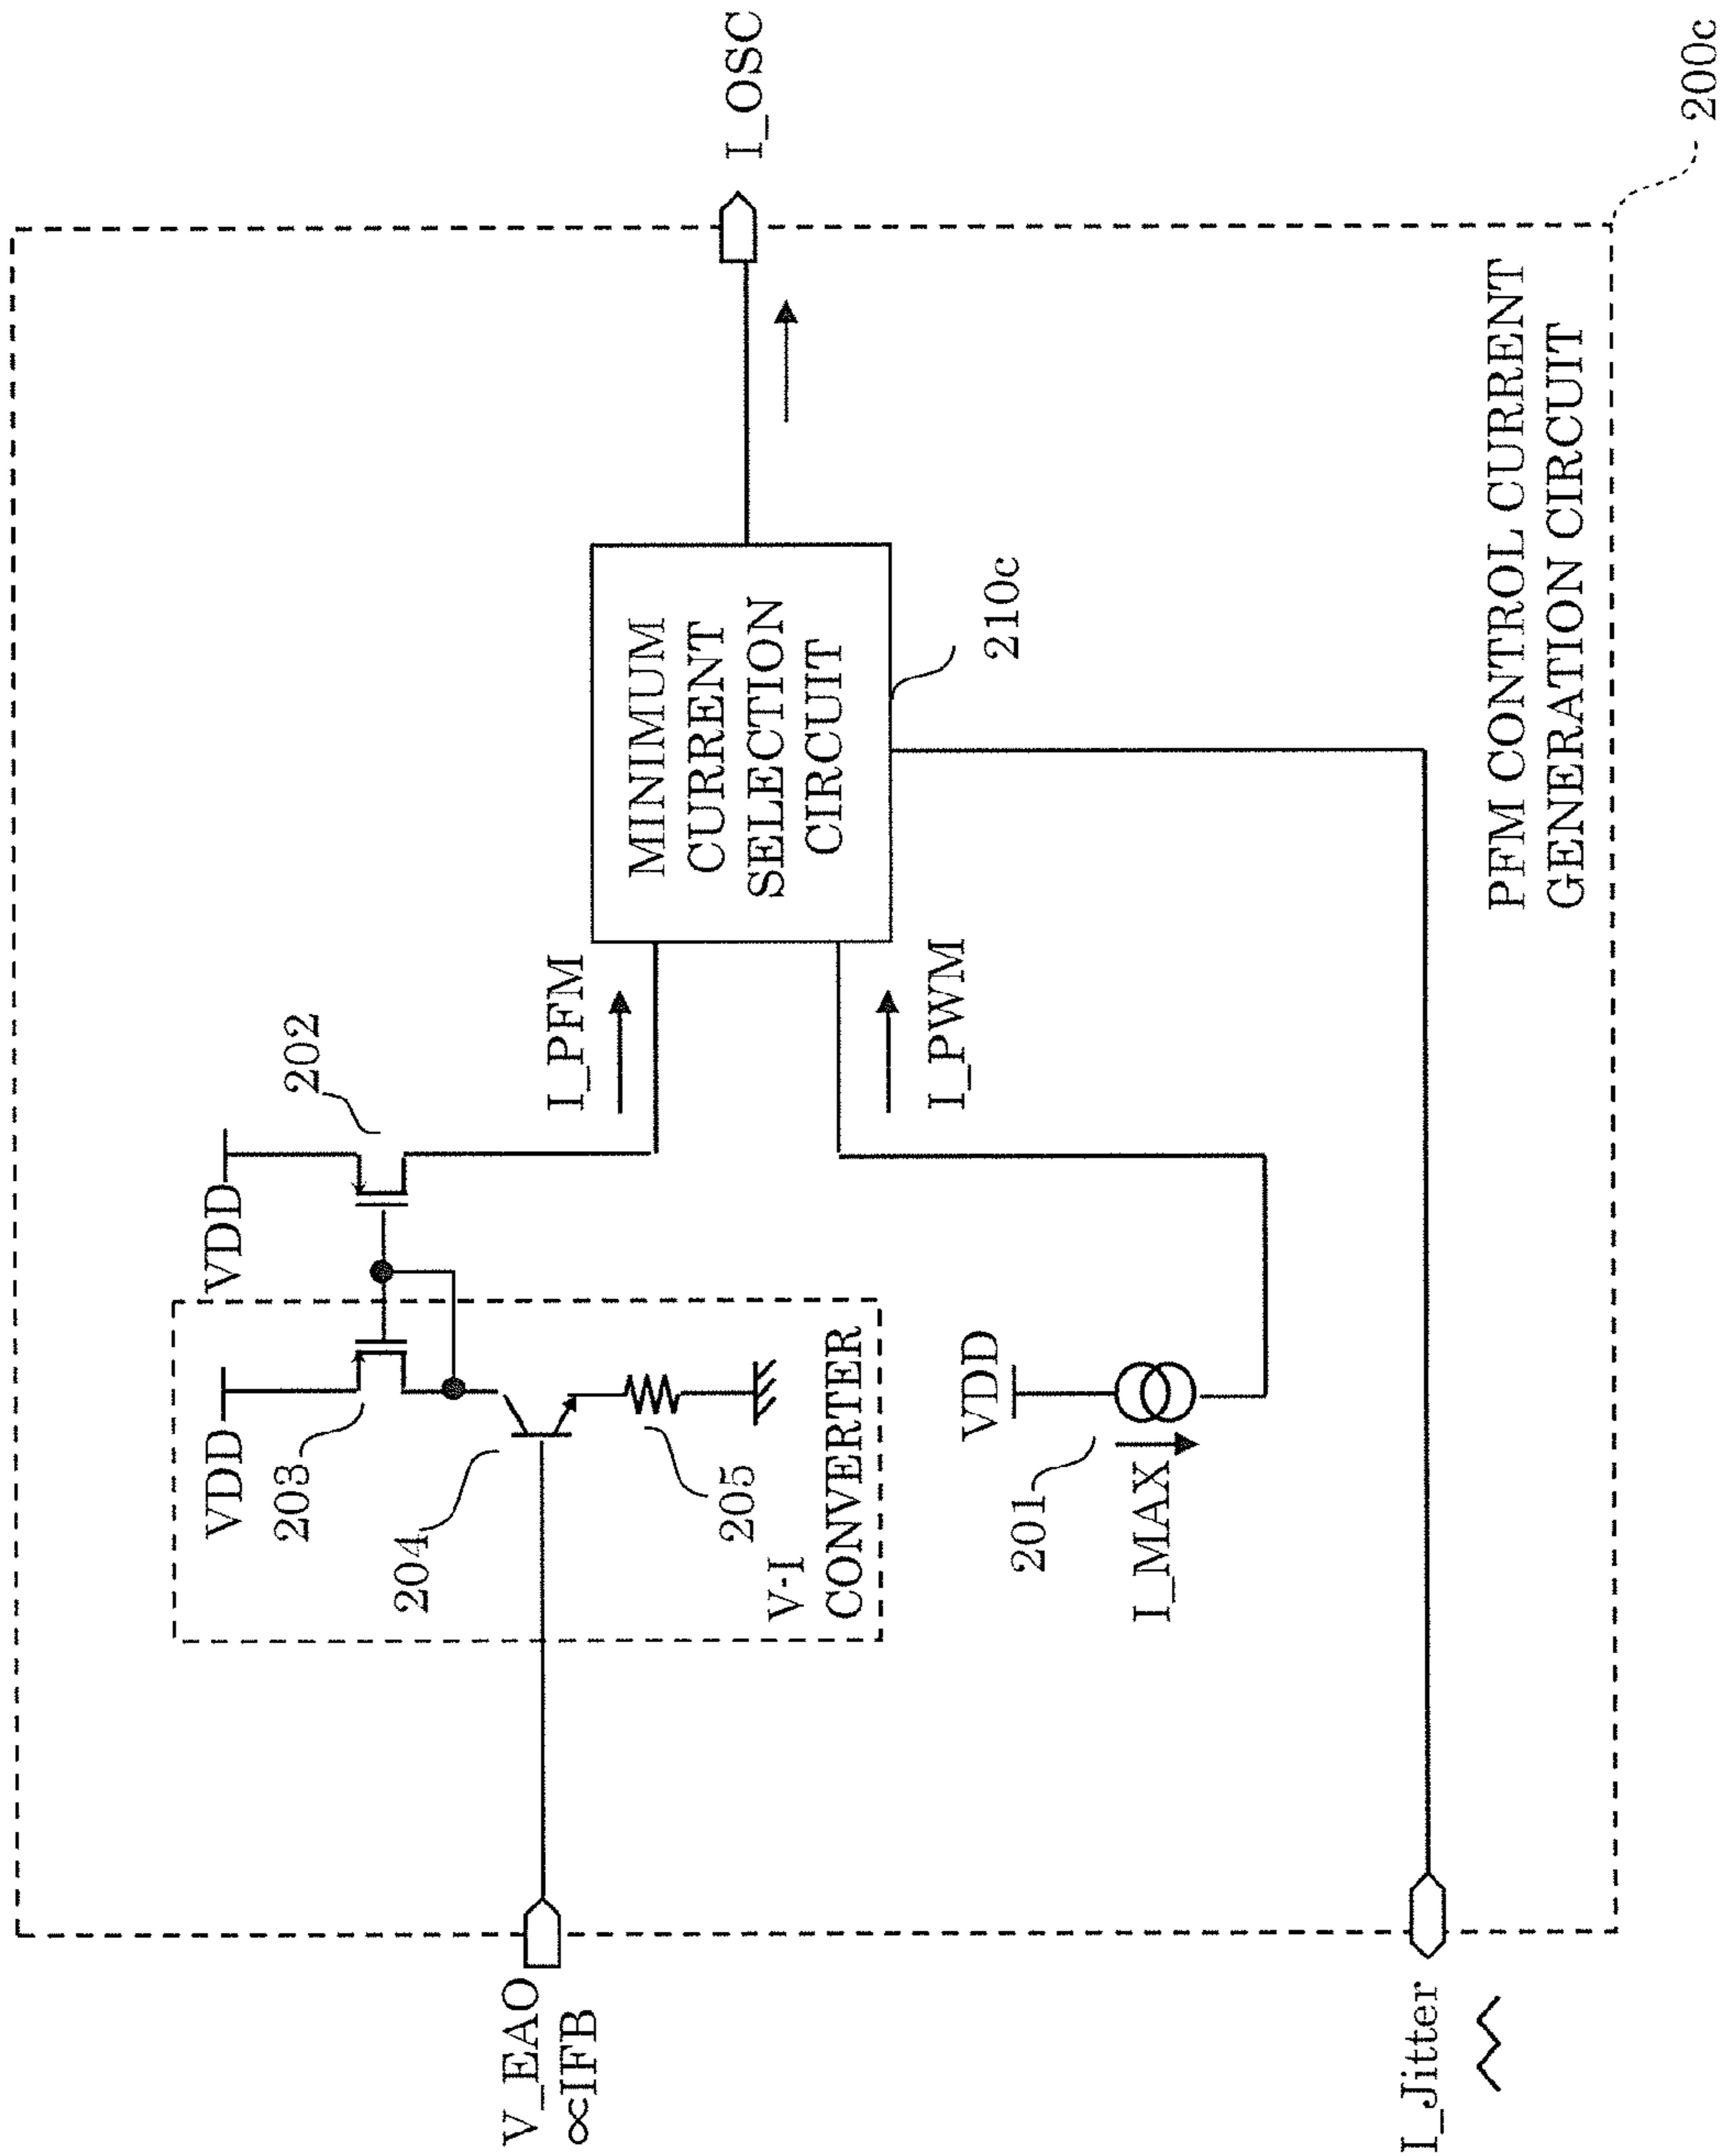 VDD
VDD
203
202
204
205
V-I
CONVERTER
V_EAO
∝IFB
I_PFM
MINIMUM
CURRENT
SELECTION
CIRCUIT
I_OSC
210c
I_PWM
VDD
201
I_MAX
I_Jitter
PFM CONTROL CURRENT
GENERATION CIRCUIT
200c